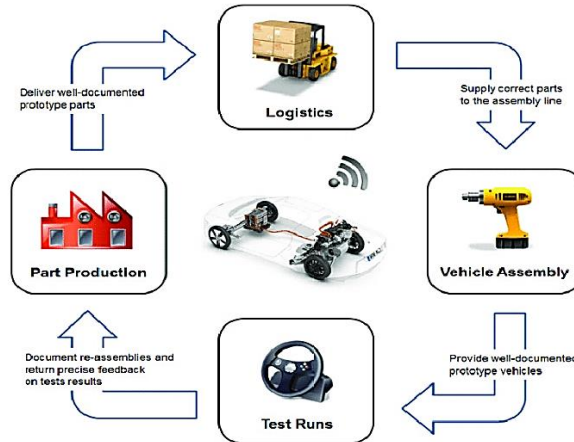 Deliver well-documented
prototype parts
Logistics
Supply correct parts
to the assembly line
Part Production
Vehicle Assembly
Document re-assemblies and
return precise feedback
on tests results
Test Runs
Provide well-documented
prototype vehicles